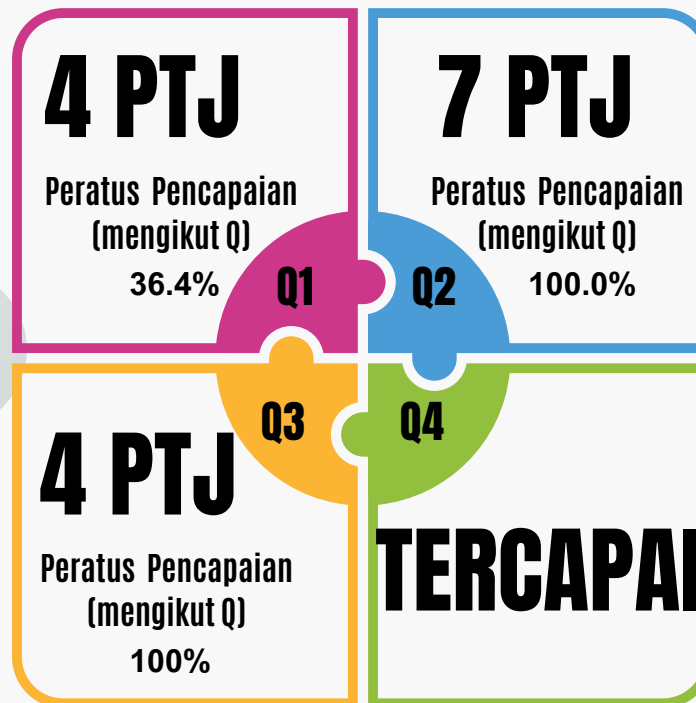 4 PTJ
Peratus Pencapaian
(mengikut Q)
36.4%
Q1
7 PTJ
Peratus Pencapaian
(mengikut Q)
100.0%
Q2
Q3
4 PTJ
Peratus Pencapaian
(mengikut Q)
100%
Q4
TERCAPAI